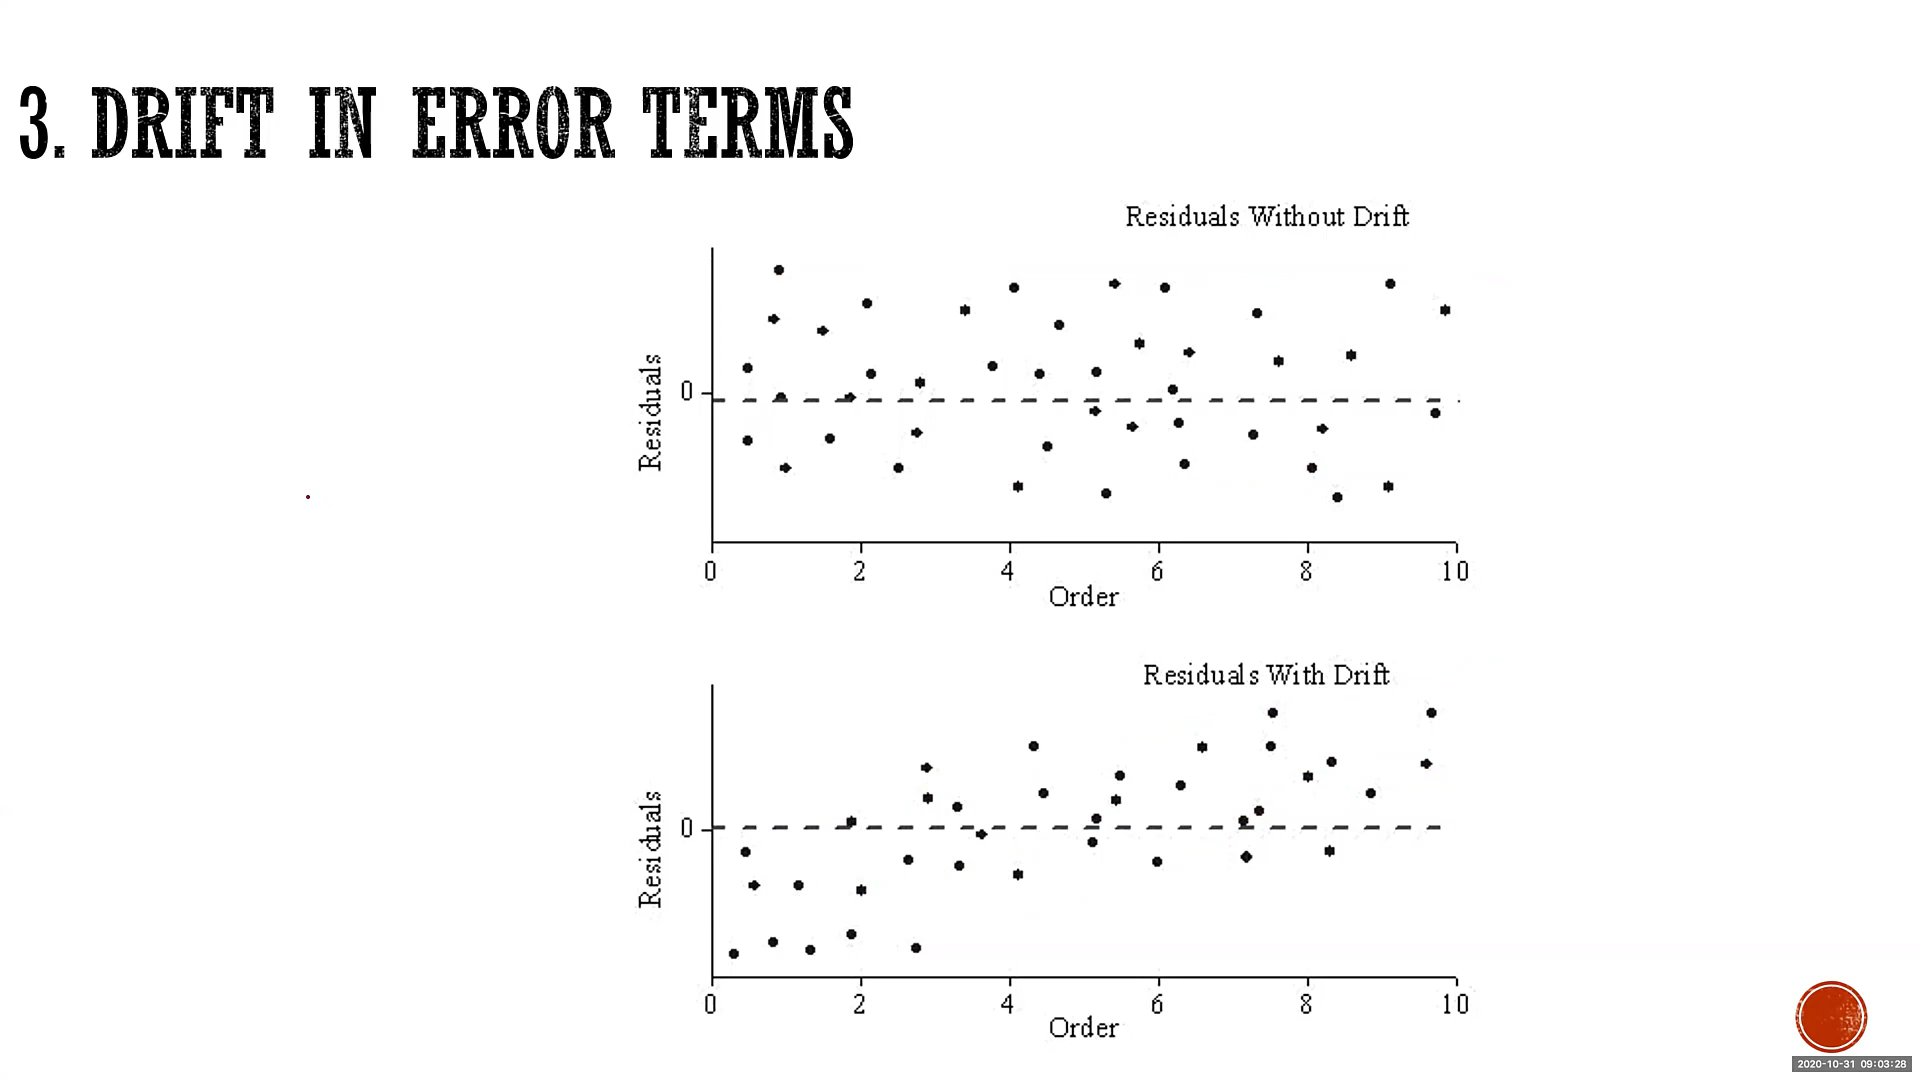 3. DRIFT IN ERROR TERMS
Residuals Without Drift
Residuals
0
0 2 4 6 8 10
Order
Residuals With Drift
Residuals
0
0 2 4 6 8 10
Order
2020-10-31 09:03:28